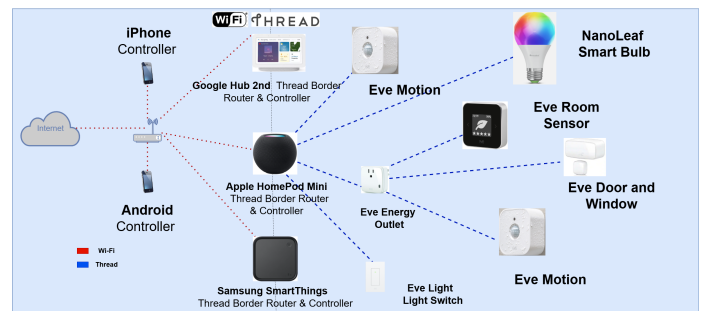 WiFi THREAD
iPhone
Controller
Google Hub 2nd Thread Border
Router & Controller
Eve Motion
NanoLeaf
Smart Bulb
Internet
Eve Room
Sensor
Apple HomePod Mini
Thread Border Router
& Controller
Eve Energy
Outlet
Eve Door and
Window
Android
Controller
Wi-Fi
Thread
Samsung SmartThings
Thread Border Router & Controller
Eve Light
Light Switch
Eve Motion